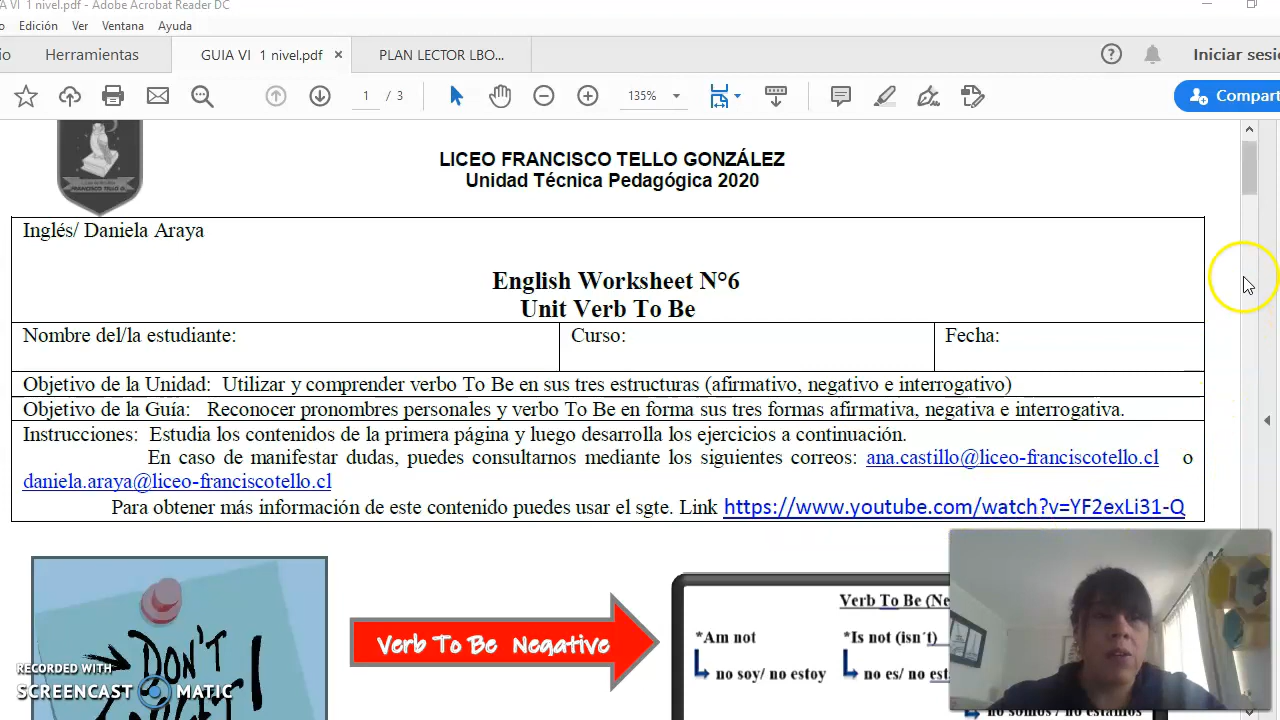 GUIA VI 1 nivel.pdf - Adobe Acrobat Reader DC
Edición Ver Ventana Ayuda
Herramientas GUIA VI 1 nivel.pdf × PLAN LECTOR LBO... Iniciar sesi
1 / 3 135% Compart
FRANCISCO TELLO G.
LICEO FRANCISCO TELLO GONZÁLEZ
Unidad Técnica Pedagógica 2020
Inglés/ Daniela Araya
English Worksheet N°6
Unit Verb To Be
Nombre del/la estudiante: Curso: Fecha:
Objetivo de la Unidad: Utilizar y comprender verbo To Be en sus tres estructuras (afirmativo, negativo e interrogativo)
Objetivo de la Guía: Reconocer pronombres personales y verbo To Be en forma sus tres formas afirmativa, negativa e interrogativa.
Instrucciones: Estudia los contenidos de la primera página y luego desarrolla los ejercicios a continuación.
En caso de manifestar dudas, puedes consultarnos mediante los siguientes correos: ana.castillo@liceo-franciscotello.cl o
daniela.araya@liceo-franciscotello.cl
Para obtener más información de este contenido puedes usar el sgte. Link https://www.youtube.com/watch?v=YF2exLi31-Q
DON'T
Verb To Be Negative
Verb To Be (Ne
*Am not *Is not (isn´t)
no soy/ no estoy no es/ no est
no somos / no estamos
RECORDED WITH
SCREENCAST MATIC